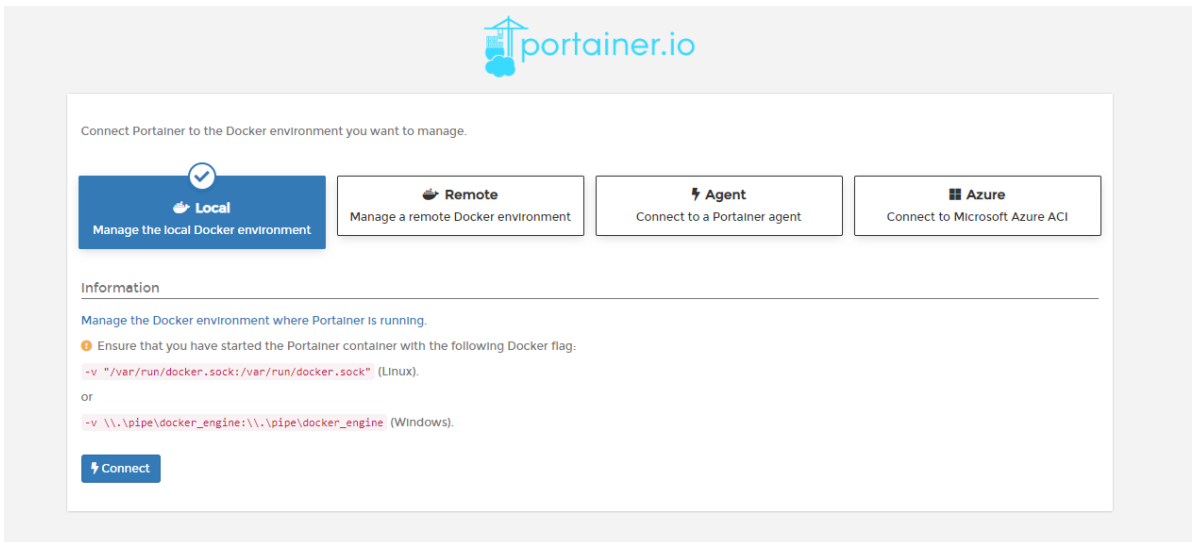 portainer.io
Connect Portainer to the Docker environment you want to manage.
Local
Manage the local Docker environment
Remote
Manage a remote Docker environment
Agent
Connect to a Portainer agent
Azure
Connect to Microsoft Azure ACI
Information
Manage the Docker environment where Portainer is running.
Ensure that you have started the Portainer container with the following Docker flag:
-v "/var/run/docker.sock:/var/run/docker.sock" (Linux).
or
-v \\.\pipe\docker_engine:\\.\pipe\docker_engine (Windows).
Connect